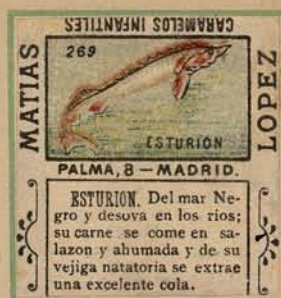 CARAMELOS INFANTILES
MATIAS
269
ESTURIÓN
LOPEZ
PALMA, 8 — MADRID.
ESTURION. Del mar Ne-
gro y desova en los rios;
su carne se come en sa-
lazon y ahumada y de su
vejiga natatoria se extrae
una excelente cola.